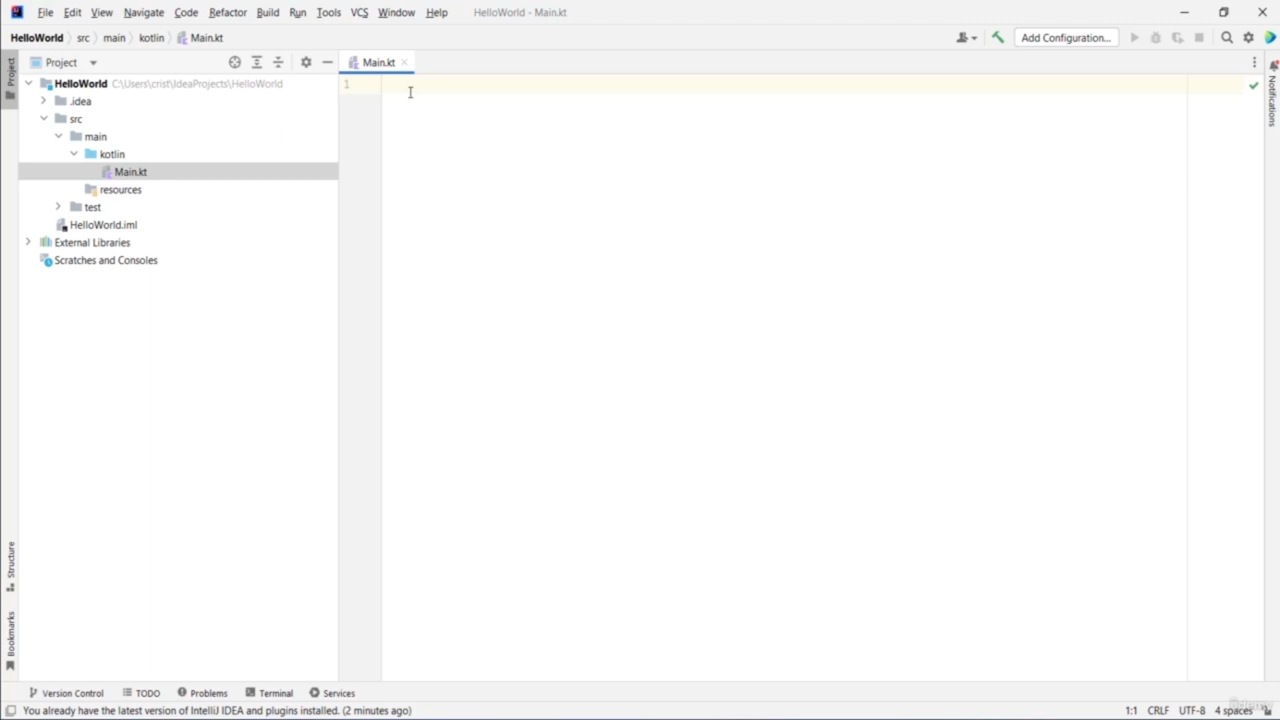 File Edit View Navigate Code Refactor Build Run Tools VCS Window Help HelloWorld - Main.kt
HelloWorld src main kotlin Main.kt Add Configuration...
Project Project Main.kt
HelloWorld C:\Users\crist\IdeaProjects\HelloWorld 1
.idea
src
main
kotlin
Main.kt
resources
test
HelloWorld.iml
External Libraries
Scratches and Consoles
Notifications
Structure
Bookmarks
Version Control TODO Problems Terminal Services
You already have the latest version of IntelliJ IDEA and plugins installed. (2 minutes ago) 1:1 CRLF UTF-8 4 spaces